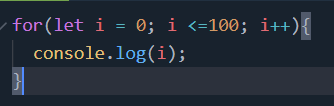 for(let i = 0; i <=100; i++){
  console.log(i);
}